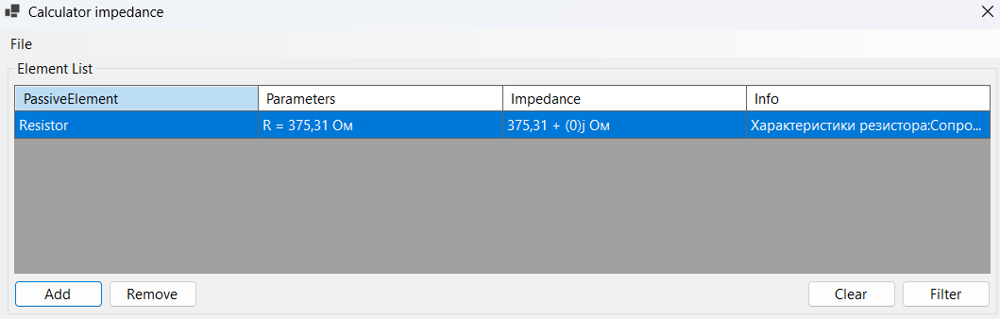 Calculator impedance
File
Element List
PassiveElement Parameters Impedance Info
Resistor R = 375,31 Ом 375,31 + (0)j Ом Характеристики резистора:Сопро...
Add Remove Clear Filter